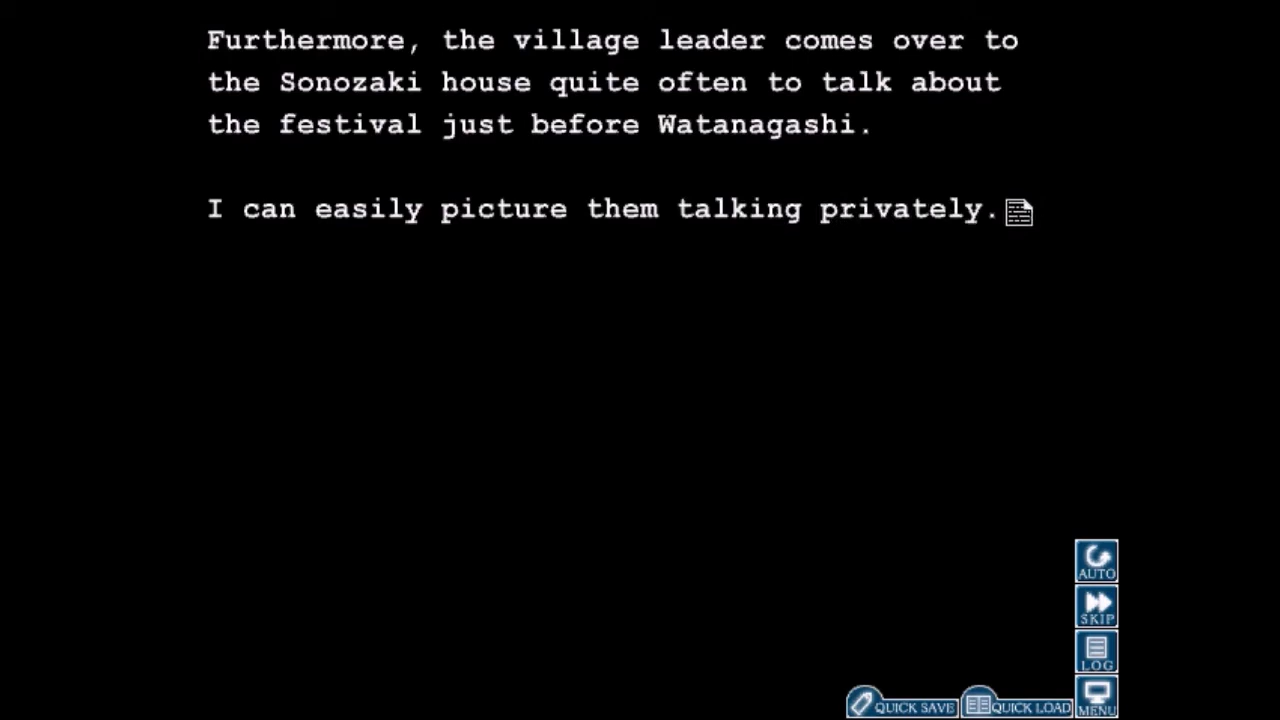 Furthermore, the village leader comes over to
the Sonozaki house quite often to talk about
the festival just before Watanagashi.
I can easily picture them talking privately.
AUTO
SKIP
LOG
QUICK SAVE QUICK LOAD MENU